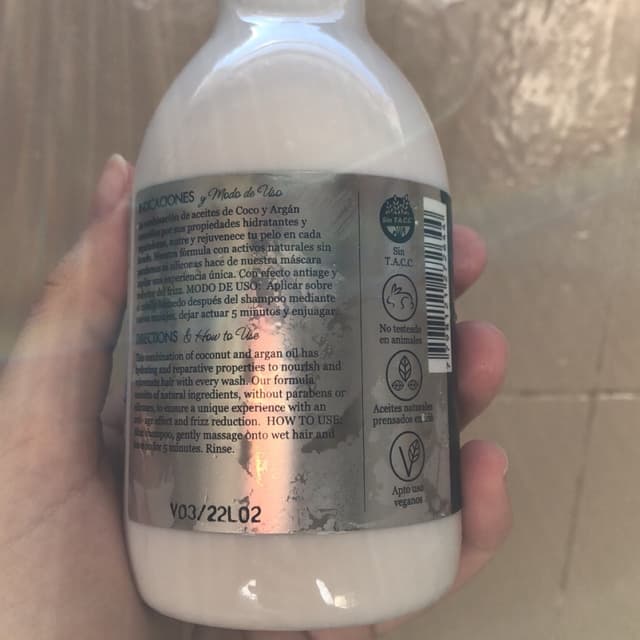 y Modo de Uso
combinación de aceites de Coco y Argán
por sus propiedades hidratantes y
nutre y rejuvenece tu pelo en cada
Nuestra fórmula con activos naturales sin
siliconas hace de nuestra máscara
una experiencia única. Con efecto antiage y
del frizz. MODO DE USO: Aplicar sobre
después del shampoo mediante
dejar actuar 5 minutos y enjuagar
DIRECTIONS & How to Use
This combination of coconut and argan oil has
hydrating and reparative properties to nourish and
hair with every wash. Our formula
of natural ingredients, without parabens or
to ensure a unique experience with an
age effect and frizz reduction. HOW TO USE:
shampoo, gently massage onto wet hair and
5 minutes. Rinse.
V03/22L02
Sin T.A.C.C.
Sin
T.A.C.C.
No testeado
en animales
Aceites naturales
prensados en
Apto uso
veganos